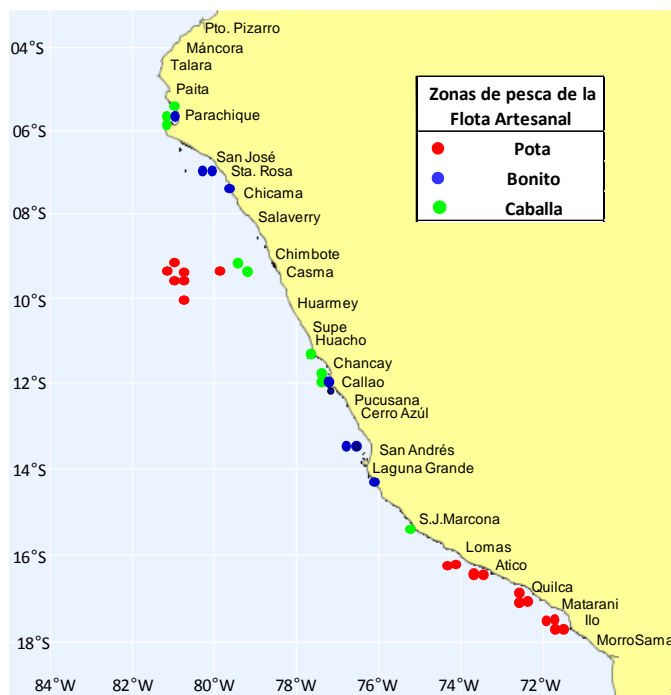 Pto. Pizarro
04°S
Máncora
Talara
Paita
Zonas de pesca de la
Flota Artesanal
Parachique
06°S
Pota
San José
Sta. Rosa
Bonito
Chicama
Caballa
08°S
Salaverry
Chimbote
Casma
10°S
Huarmey
Supe
Huacho
Chancay
12°S
Callao
Pucusana
Cerro Azúl
San Andrés
14°S
Laguna Grande
S.J.Marcona
16°S
Lomas
Atico
Quilca
Matarani
Ilo
18°S
MorroSama
84°W 82°W 80°W 78°W 76°W 74°W 72°W